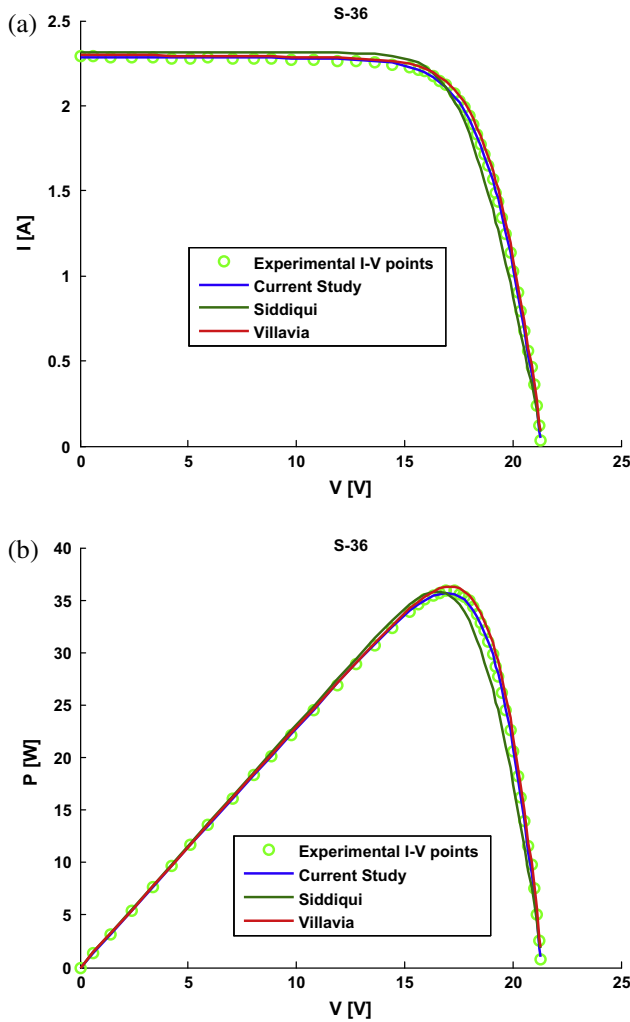 (a)
S-36
2.5
2
1.5
1
0.5
0
I [A]
Experimental I-V points
Current Study
Siddiqui
Villavia
0 5 10 15 20 25
V [V]
(b)
S-36
40
35
30
25
20
15
10
5
0
P [W]
Experimental I-V points
Current Study
Siddiqui
Villavia
0 5 10 15 20 25
V [V]